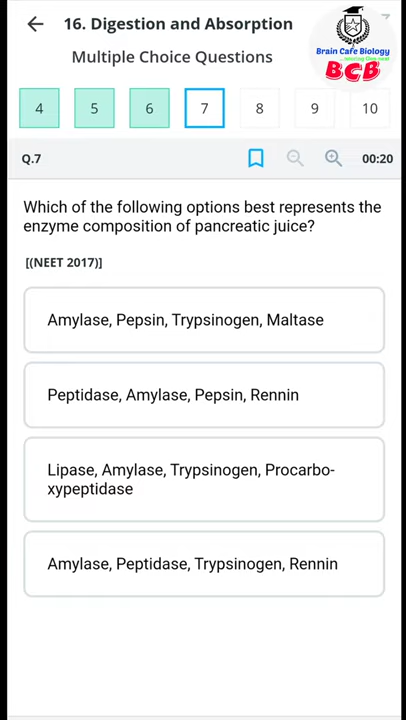 16. Digestion and Absorption
Multiple Choice Questions
Brain Cafe Biology
BCB
4 5 6 7 8 9 10
Q.7 00:20
Which of the following options best represents the
enzyme composition of pancreatic juice?
[(NEET 2017)]
Amylase, Pepsin, Trypsinogen, Maltase
Peptidase, Amylase, Pepsin, Rennin
Lipase, Amylase, Trypsinogen, Procarbo-
xypeptidase
Amylase, Peptidase, Trypsinogen, Rennin